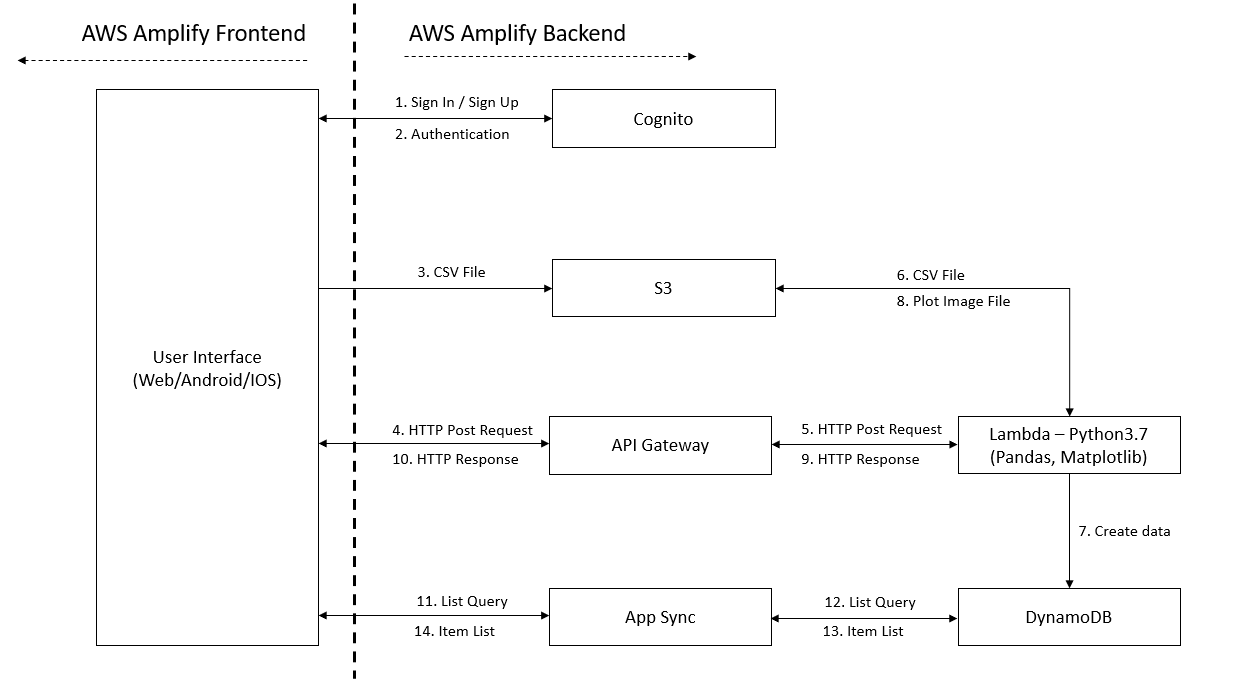 AWS Amplify Frontend
AWS Amplify Backend
1. Sign In / Sign Up
2. Authentication
Cognito
3. CSV File
S3
6. CSV File
8. Plot Image File
User Interface
(Web/Android/IOS)
4. HTTP Post Request
10. HTTP Response
API Gateway
5. HTTP Post Request
9. HTTP Response
Lambda – Python3.7
(Pandas, Matplotlib)
7. Create data
11. List Query
14. Item List
App Sync
12. List Query
13. Item List
DynamoDB